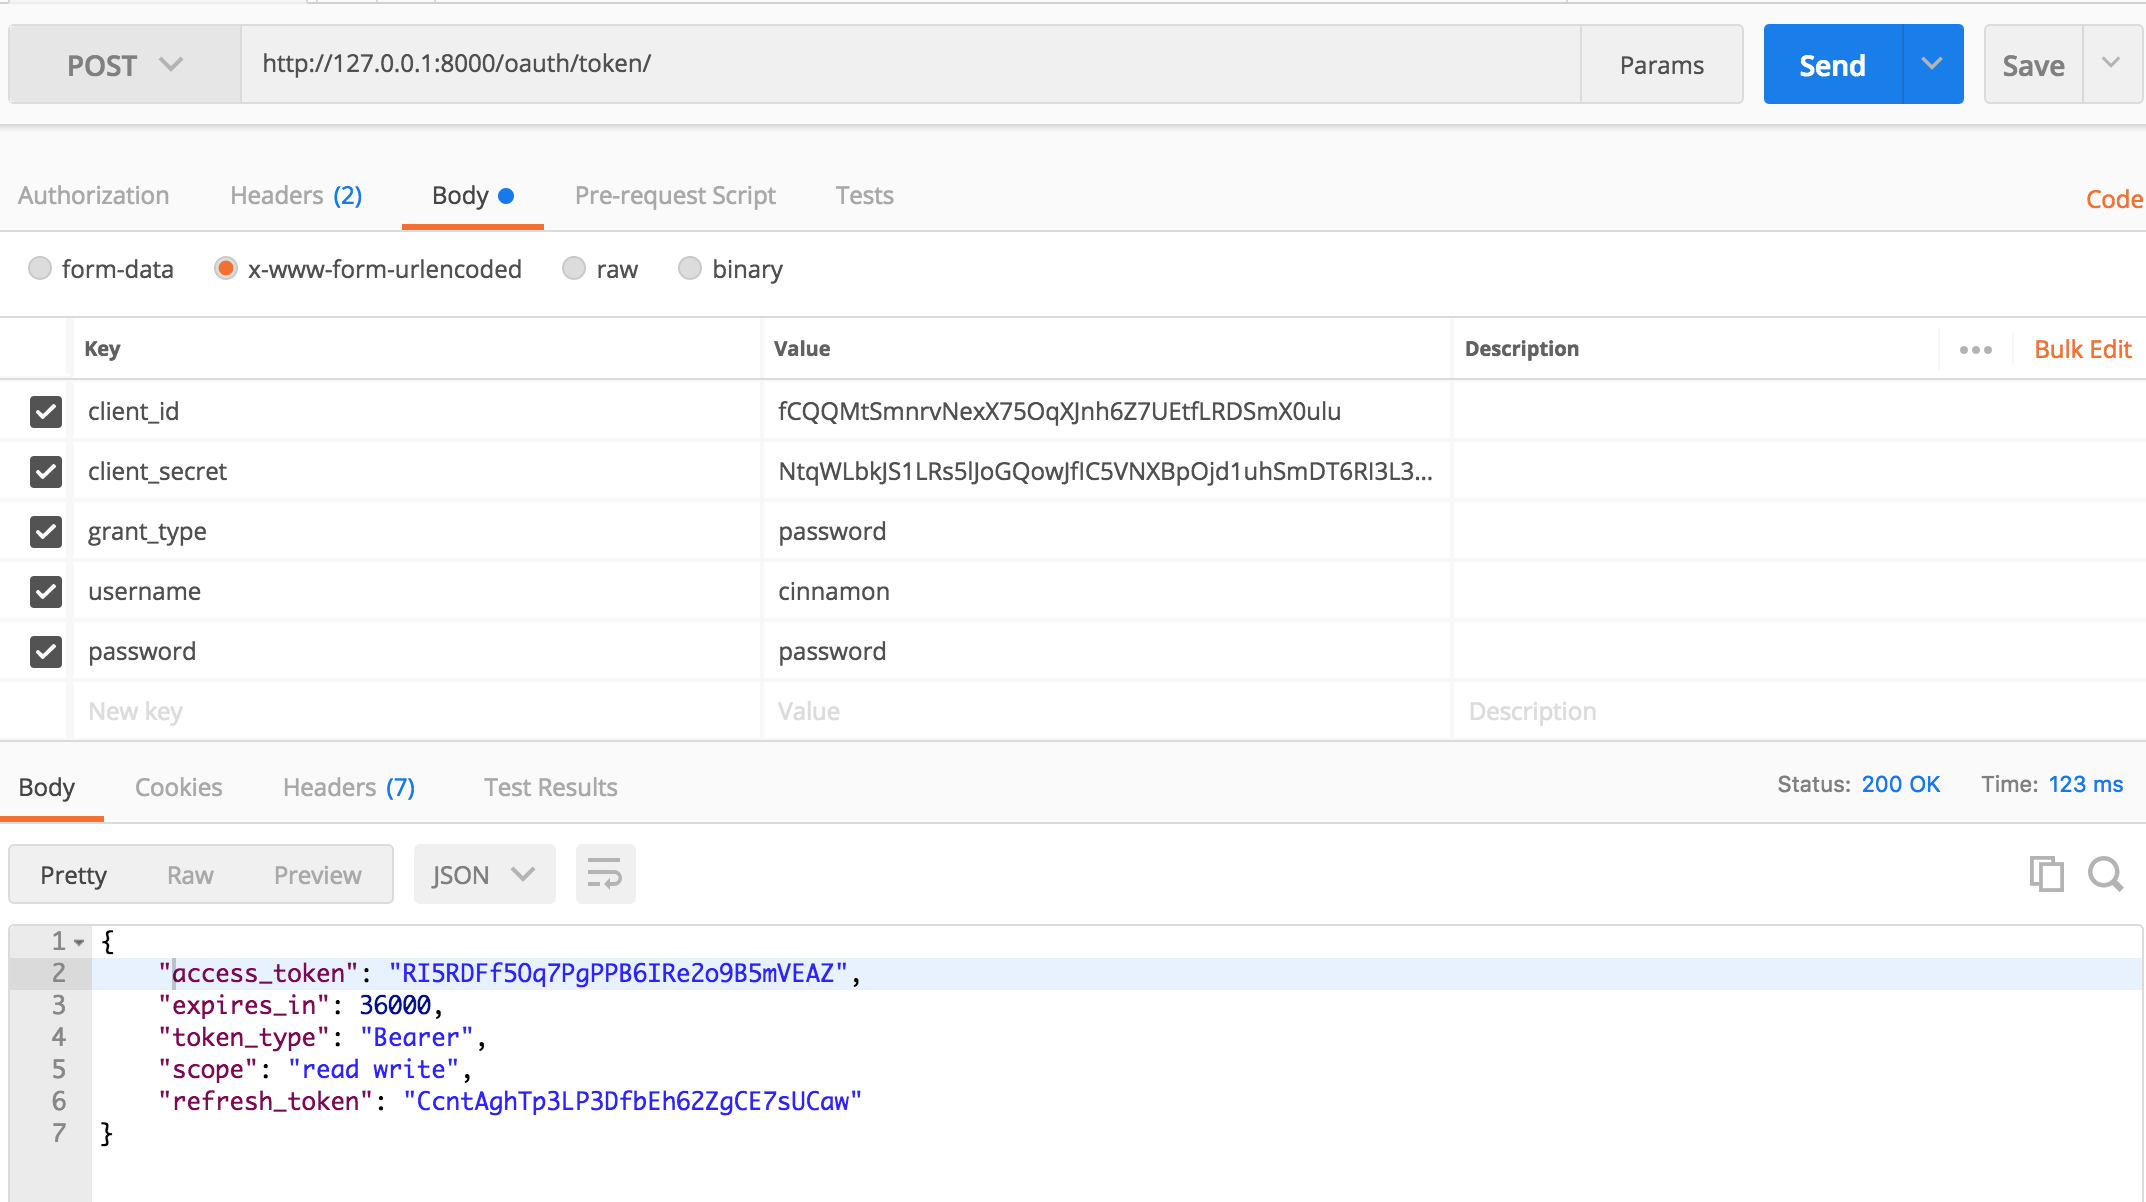 POST http://127.0.0.1:8000/oauth/token/ Params Send Save
Authorization Headers (2) Body Pre-request Script Tests Code
form-data x-www-form-urlencoded raw binary
Key Value Description Bulk Edit
client_id fCQQMtSmnrvNexX75OqXJnh6Z7UEtfLRDSmX0ulu
client_secret NtqWLbkJS1LRs5lJoGQowJfIC5VNXBpOjd1uhSmDT6RI3L3...
grant_type password
username cinnamon
password password
New key Value Description
Body Cookies Headers (7) Test Results Status: 200 OK Time: 123 ms
Pretty Raw Preview JSON
1 {
2 "access_token": "RI5RDFf5Oq7PgPPB6IRe2o9B5mVEAZ",
3 "expires_in": 36000,
4 "token_type": "Bearer",
5 "scope": "read write",
6 "refresh_token": "CcntAghTp3LP3DfbEh62ZgCE7sUCaw"
7 }